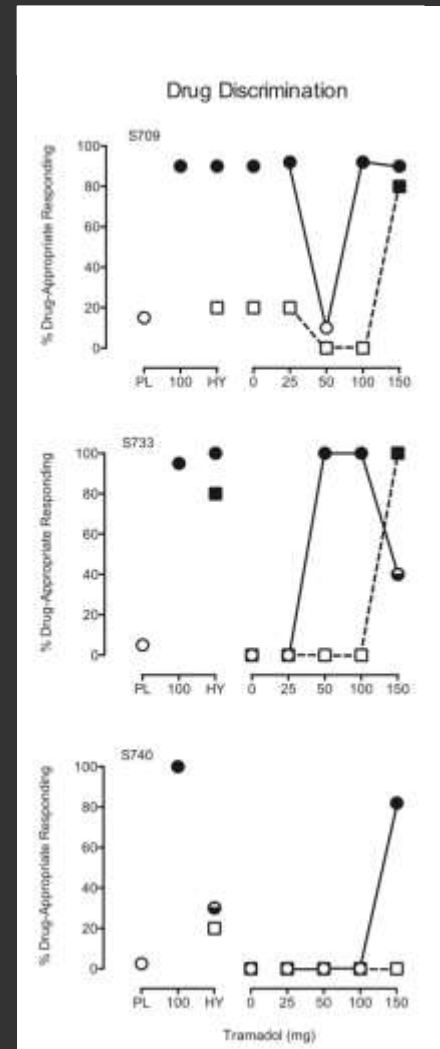 Drug Discrimination
S709
% Drug-Appropriate Responding
100
80
60
40
20
0
PL 100 HY 0 25 50 100 150
S733
% Drug-Appropriate Responding
100
80
60
40
20
0
PL 100 HY 0 25 50 100 150
S740
% Drug-Appropriate Responding
100
80
60
40
20
0
PL 100 HY 0 25 50 100 150
Tramadol (mg)